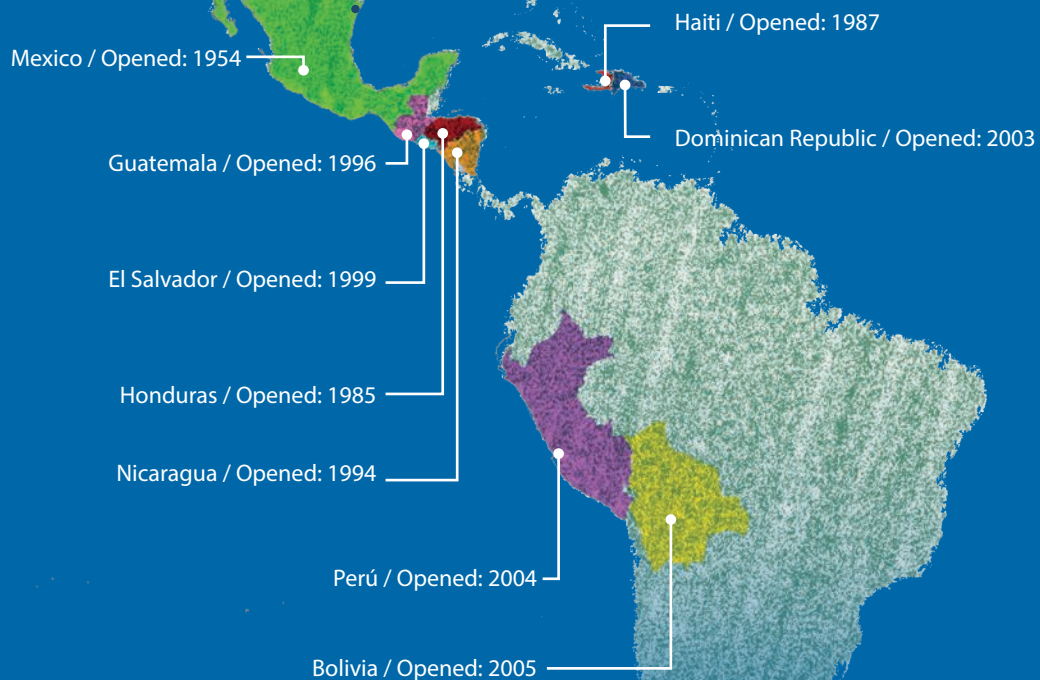 Haiti / Opened: 1987
Mexico / Opened: 1954
Dominican Republic / Opened: 2003
Guatemala / Opened: 1996
El Salvador / Opened: 1999
Honduras / Opened: 1985
Nicaragua / Opened: 1994
Perú / Opened: 2004
Bolivia / Opened: 2005